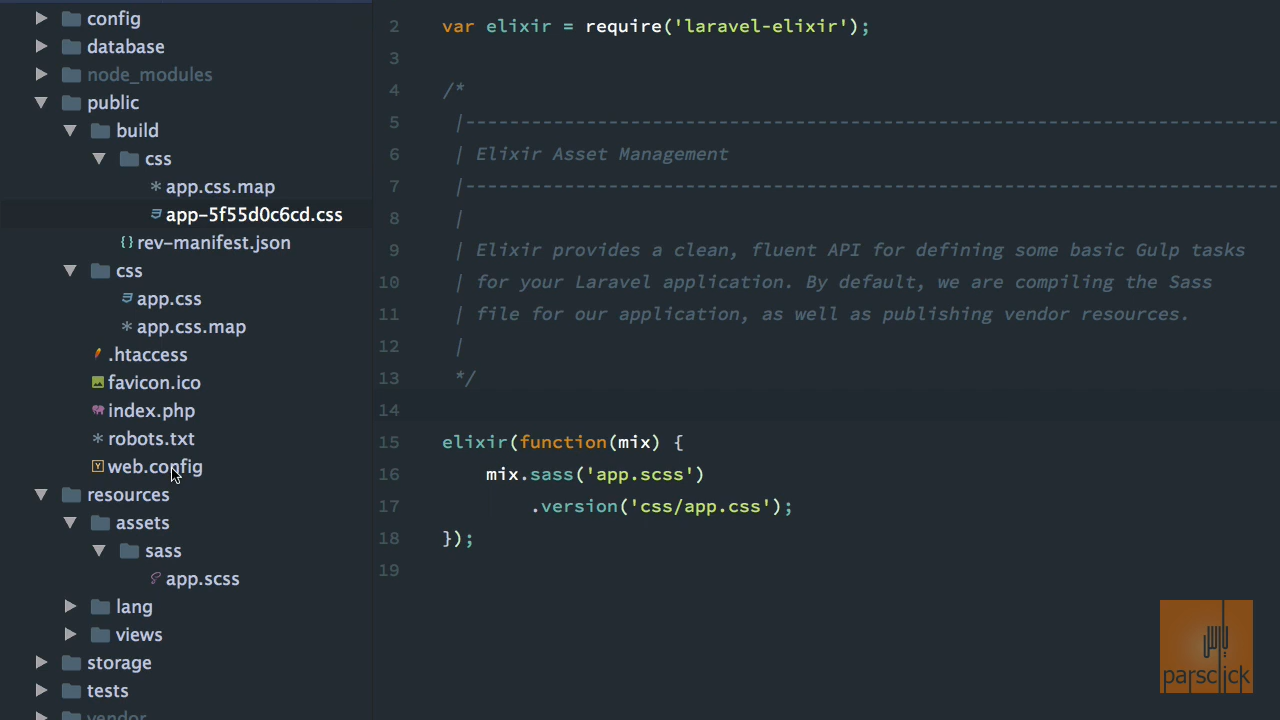 config
database
node_modules
public
build
css
app.css.map
app-5f55d0c6cd.css
rev-manifest.json
css
app.css
app.css.map
.htaccess
favicon.ico
index.php
robots.txt
web.config
resources
assets
sass
app.scss
lang
views
storage
tests
vendor
2 var elixir = require('laravel-elixir');
3
4 /*
5 |--------------------------------------------------------------------------
6 | Elixir Asset Management
7 |--------------------------------------------------------------------------
8 |
9 | Elixir provides a clean, fluent API for defining some basic Gulp tasks
10 | for your Laravel application. By default, we are compiling the Sass
11 | file for our application, as well as publishing vendor resources.
12 |
13 */
14
15 elixir(function(mix) {
16 mix.sass('app.scss')
17 .version('css/app.css');
18 });
19
پارس
parsclick